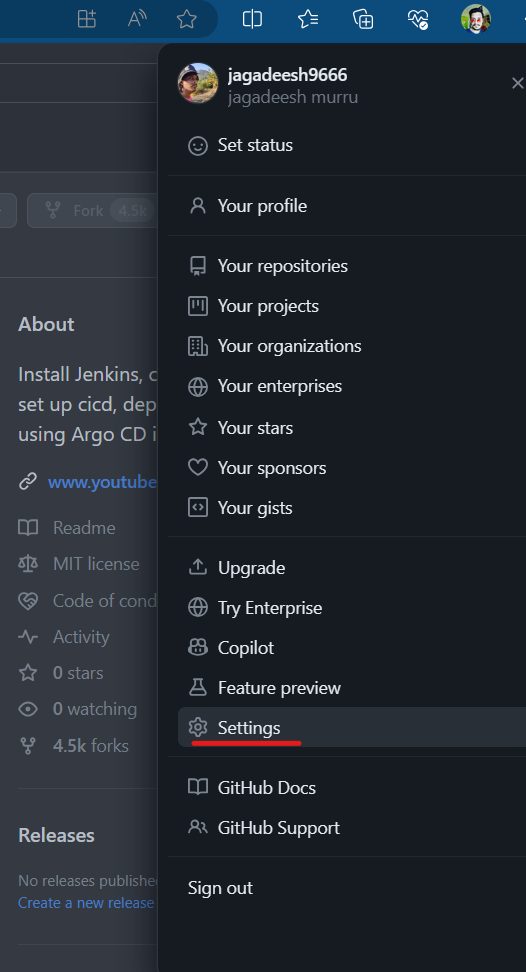 jagadeesh9666
jagadeesh murru
Set status
Your profile
Your repositories
Your projects
Your organizations
Your enterprises
Your stars
Your sponsors
Your gists
Upgrade
Try Enterprise
Copilot
Feature preview
Settings
GitHub Docs
GitHub Support
Sign out
Fork 4.5k
About
Install Jenkins, c
set up cicd, dep
using Argo CD i
www.youtube
Readme
MIT license
Code of cond
Activity
0 stars
0 watching
4.5k forks
Releases
No releases publishe
Create a new release